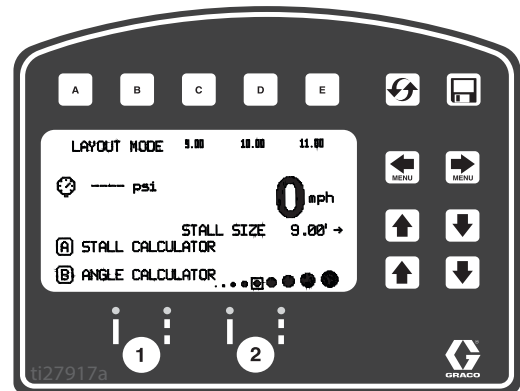 A B C D E
LAYOUT MODE 9.00 10.00 11.00
MENU MENU
---- psi
0 mph
STALL SIZE 9.00' →
A STALL CALCULATOR
B ANGLE CALCULATOR
1 2
ti27917a
GRACO